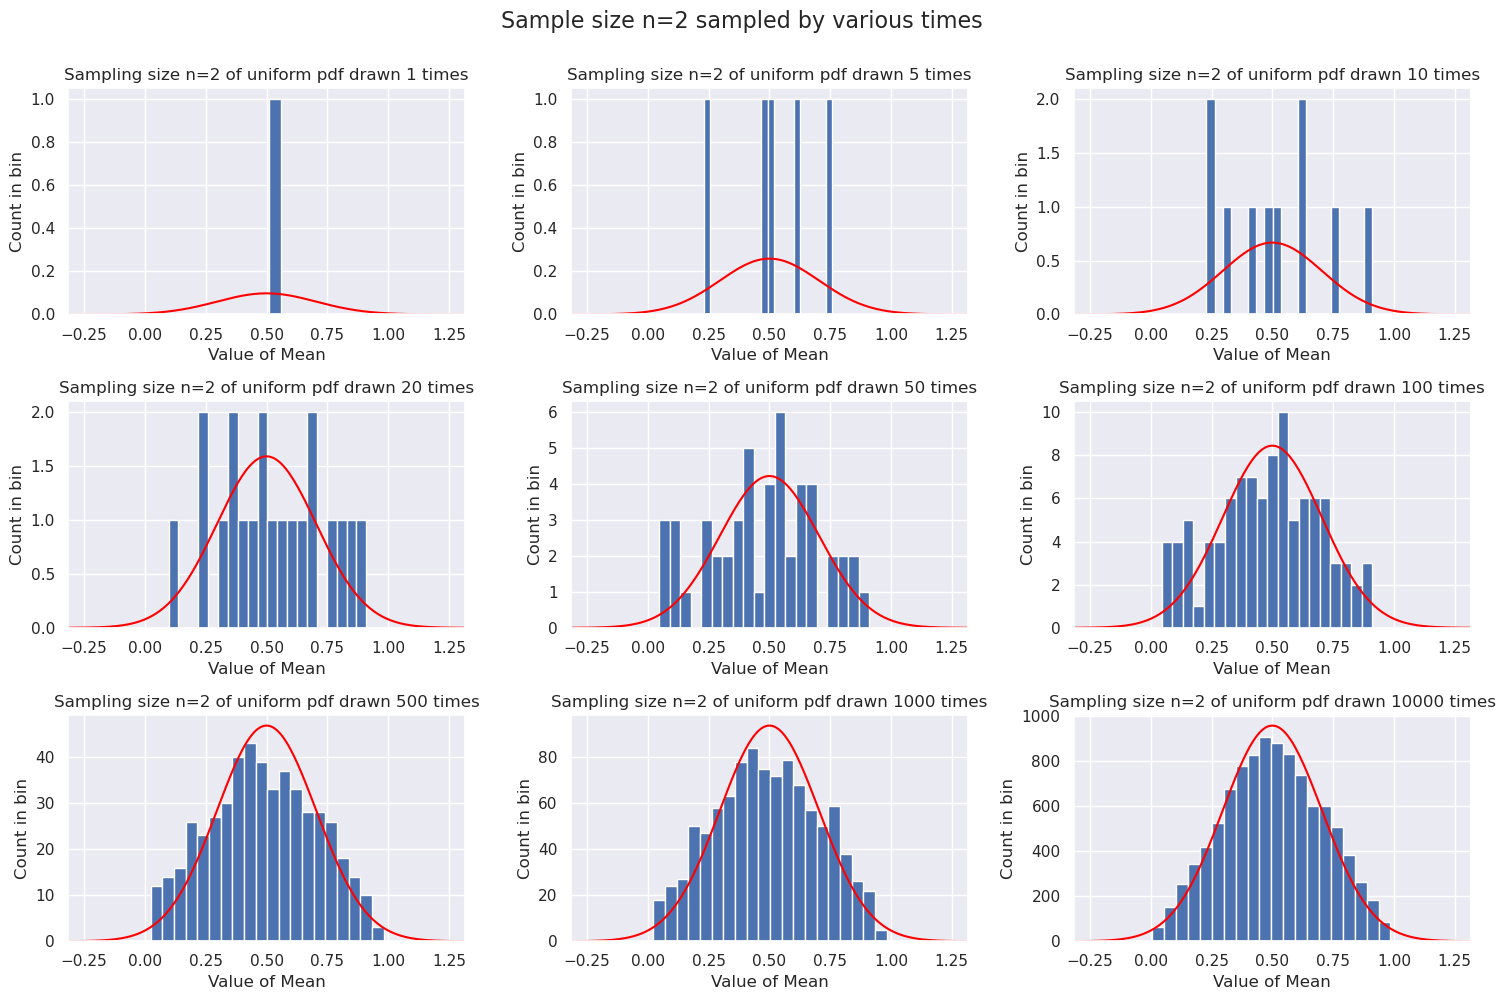 Sample size n=2 sampled by various times
Sampling size n=2 of uniform pdf drawn 1 times
Count in bin
1.0
0.8
0.6
0.4
0.2
0.0
−0.25 0.00 0.25 0.50 0.75 1.00 1.25
Value of Mean
Sampling size n=2 of uniform pdf drawn 5 times
Count in bin
1.0
0.8
0.6
0.4
0.2
0.0
−0.25 0.00 0.25 0.50 0.75 1.00 1.25
Value of Mean
Sampling size n=2 of uniform pdf drawn 10 times
Count in bin
2.0
1.5
1.0
0.5
0.0
−0.25 0.00 0.25 0.50 0.75 1.00 1.25
Value of Mean
Sampling size n=2 of uniform pdf drawn 20 times
Count in bin
2.0
1.5
1.0
0.5
0.0
−0.25 0.00 0.25 0.50 0.75 1.00 1.25
Value of Mean
Sampling size n=2 of uniform pdf drawn 50 times
Count in bin
6
5
4
3
2
1
0
−0.25 0.00 0.25 0.50 0.75 1.00 1.25
Value of Mean
Sampling size n=2 of uniform pdf drawn 100 times
Count in bin
10
8
6
4
2
0
−0.25 0.00 0.25 0.50 0.75 1.00 1.25
Value of Mean
Sampling size n=2 of uniform pdf drawn 500 times
Count in bin
40
30
20
10
0
−0.25 0.00 0.25 0.50 0.75 1.00 1.25
Value of Mean
Sampling size n=2 of uniform pdf drawn 1000 times
Count in bin
80
60
40
20
0
−0.25 0.00 0.25 0.50 0.75 1.00 1.25
Value of Mean
Sampling size n=2 of uniform pdf drawn 10000 times
Count in bin
1000
800
600
400
200
0
−0.25 0.00 0.25 0.50 0.75 1.00 1.25
Value of Mean